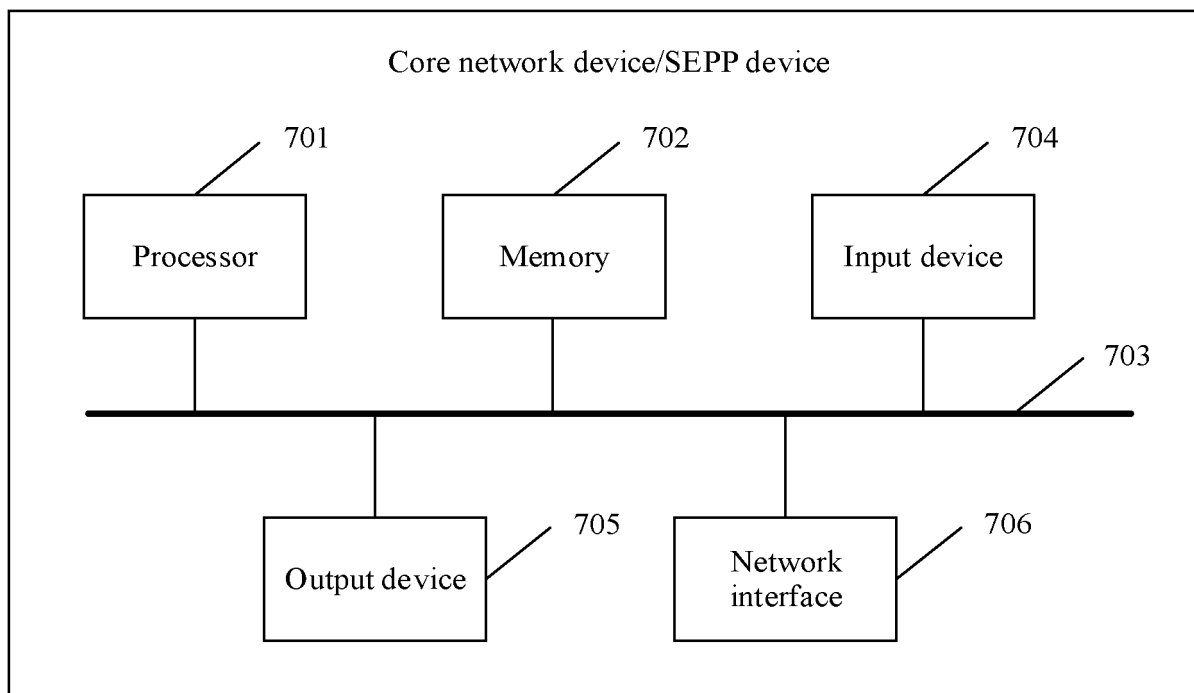 Core network device/SEPP device
701
702
704
Processor
Memory
Input device
703
705
706
Output device
Network
interface